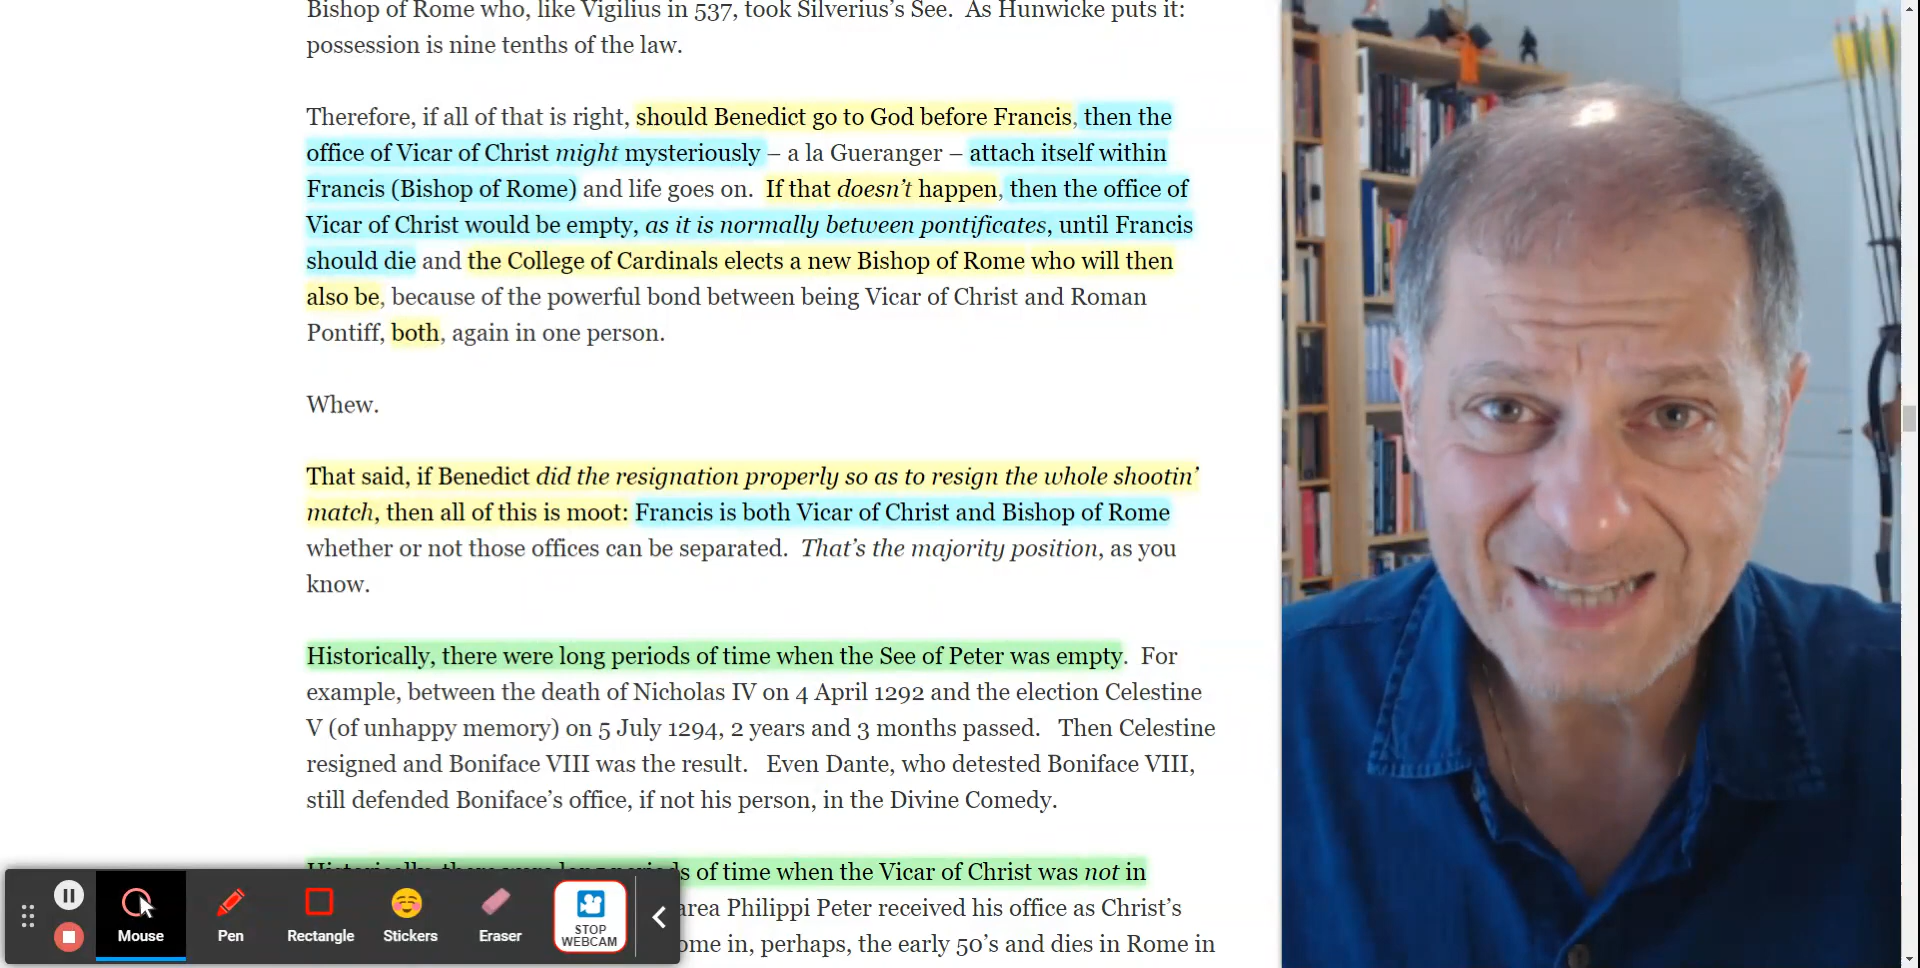 Bishop of Rome who, like Vigilius in 537, took Silverius’s See.  As Hunwicke puts it:
possession is nine tenths of the law.
Therefore, if all of that is right, should Benedict go to God before Francis, then the
office of Vicar of Christ might mysteriously – a la Gueranger – attach itself within
Francis (Bishop of Rome) and life goes on.  If that doesn’t happen, then the office of
Vicar of Christ would be empty, as it is normally between pontificates, until Francis
should die and the College of Cardinals elects a new Bishop of Rome who will then
also be, because of the powerful bond between being Vicar of Christ and Roman
Pontiff, both, again in one person.
Whew.
That said, if Benedict did the resignation properly so as to resign the whole shootin’
match, then all of this is moot: Francis is both Vicar of Christ and Bishop of Rome
whether or not those offices can be separated.  That’s the majority position, as you
know.
Historically, there were long periods of time when the See of Peter was empty.  For
example, between the death of Nicholas IV on 4 April 1292 and the election Celestine
V (of unhappy memory) on 5 July 1294, 2 years and 3 months passed.  Then Celestine
resigned and Boniface VIII was the result.  Even Dante, who detested Boniface VIII,
still defended Boniface’s office, if not his person, in the Divine Comedy.
of time when the Vicar of Christ was not in
area Philippi Peter received his office as Christ’s
ome in, perhaps, the early 50’s and dies in Rome in
Mouse
Pen
Rectangle
Stickers
Eraser
STOP
WEBCAM